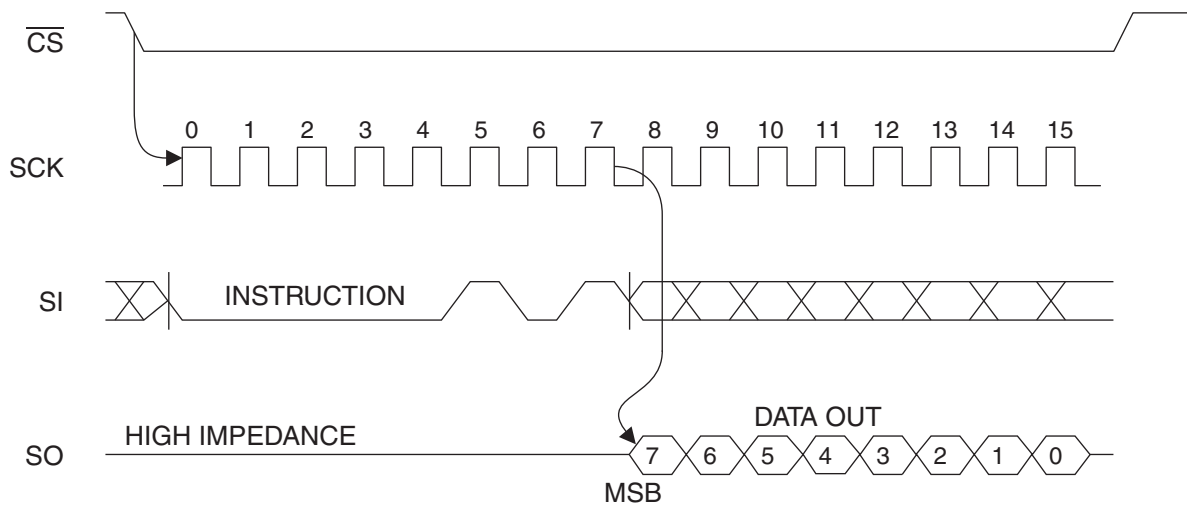 CS
0 1 2 3 4 5 6 7 8 9 10 11 12 13 14 15
SCK
SI INSTRUCTION
DATA OUT
HIGH IMPEDANCE
SO 7 6 5 4 3 2 1 0
MSB